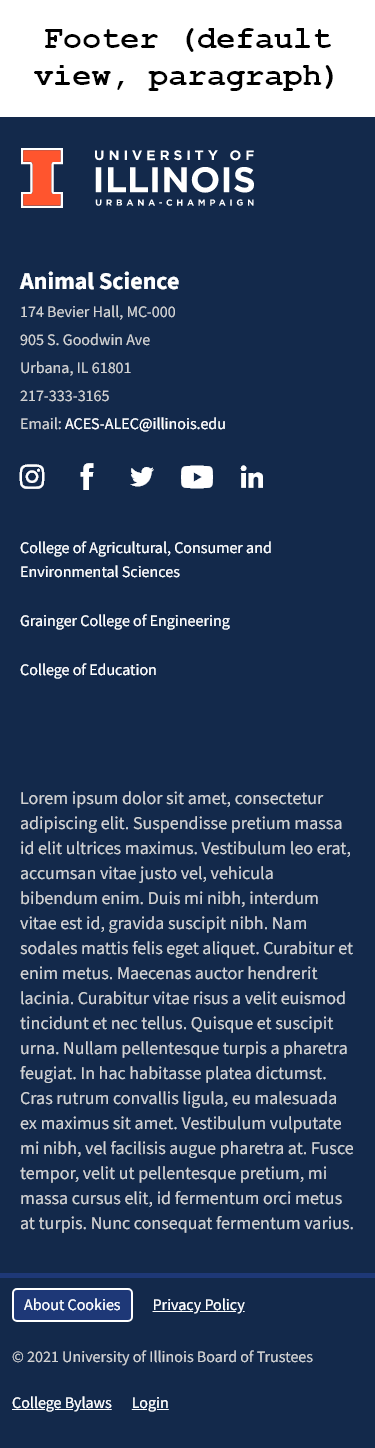 Footer (default
view, paragraph)
UNIVERSITY OF
ILLINOIS
URBANA-CHAMPAIGN
Animal Science
174 Bevier Hall, MC-000
905 S. Goodwin Ave
Urbana, IL 61801
217-333-3165
Email: ACES-ALEC@illinois.edu
College of Agricultural, Consumer and
Environmental Sciences
Grainger College of Engineering
College of Education
Lorem ipsum dolor sit amet, consectetur
adipiscing elit. Suspendisse pretium massa
id elit ultrices maximus. Vestibulum leo erat,
accumsan vitae justo vel, vehicula
bibendum enim. Duis mi nibh, interdum
vitae est id, gravida suscipit nibh. Nam
sodales mattis felis eget aliquet. Curabitur et
enim metus. Maecenas auctor hendrerit
lacinia. Curabitur vitae risus a velit euismod
tincidunt et nec tellus. Quisque et suscipit
urna. Nullam pellentesque turpis a pharetra
feugiat. In hac habitasse platea dictumst.
Cras rutrum convallis ligula, eu malesuada
ex maximus sit amet. Vestibulum vulputate
mi nibh, vel facilisis augue pharetra at. Fusce
tempor, velit ut pellentesque pretium, mi
massa cursus elit, id fermentum orci metus
at turpis. Nunc consequat fermentum varius.
About Cookies Privacy Policy
© 2021 University of Illinois Board of Trustees
College Bylaws Login